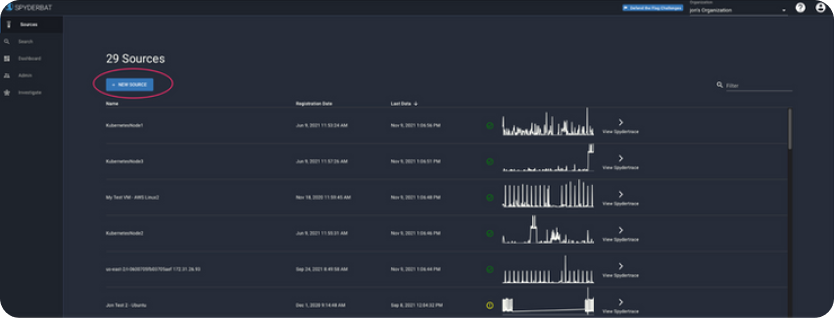 SPYDERBAT
Defend the Flag (Challenges)
Organization
jon's Organization
Sources
Search
Dashboard
Admin
Investigate
29 Sources
+ NEW SOURCE
Filter
Name Registration Date Last Data ↓
KubernetesNode1 Jun 9, 2021 11:53:24 AM Nov 9, 2021 1:06:56 PM View Spydertrace
KubernetesNode3 Jun 9, 2021 11:57:26 AM Nov 9, 2021 1:06:51 PM View Spydertrace
My Test VM - AWS Linux2 Nov 18, 2020 11:59:45 AM Nov 9, 2021 1:06:48 PM View Spydertrace
KubernetesNode2 Jun 9, 2021 11:55:31 AM Nov 9, 2021 1:06:46 PM View Spydertrace
Sep 24, 2021 8:40:58 AM Nov 9, 2021 1:06:44 PM View Spydertrace
Jon Test 2 - Ubuntu Dec 1, 2020 9:14:48 AM Sep 8, 2021 12:04:02 PM View Spydertrace